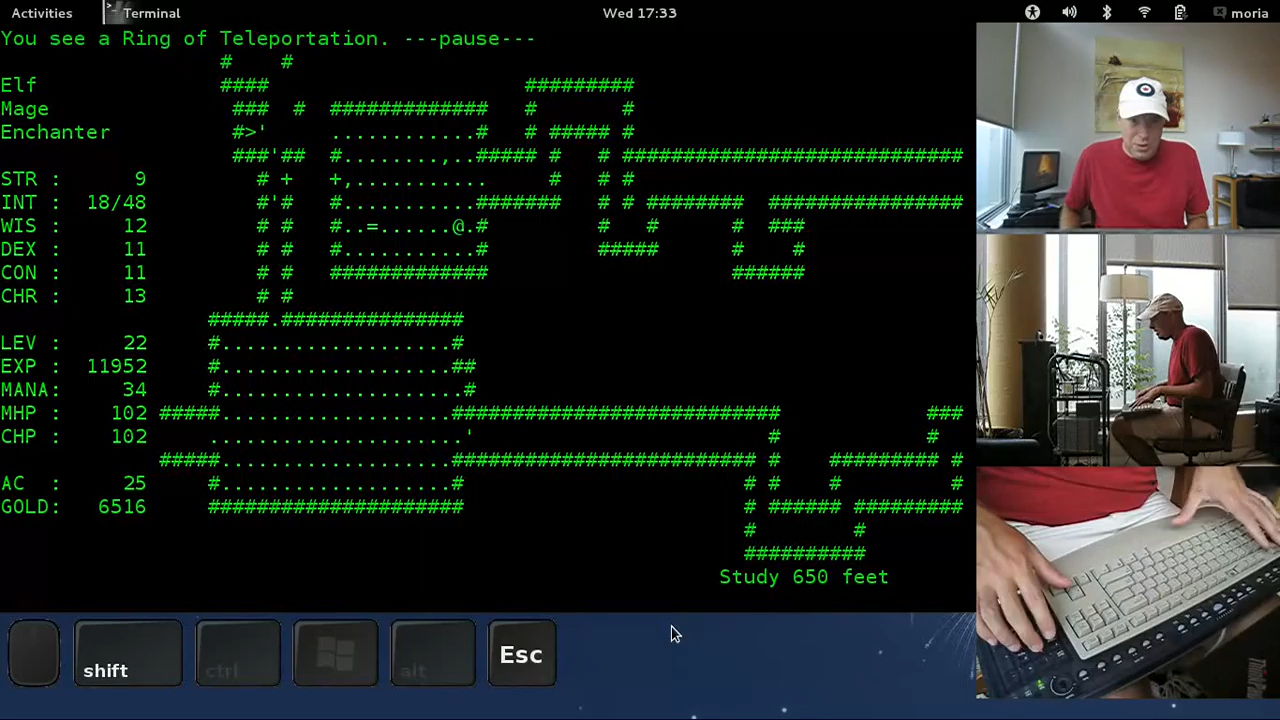 Activities Terminal Wed 17:33 moria
You see a Ring of Teleportation. ---pause---
# #
Elf #### #########
Mage ### # ############# # #
Enchanter #>' ............# # ##### #
###'## #........,..##### # # ############################
STR : 9 # + +,........... # # #
INT : 18/48 #'# #...........####### # # ######## ################
WIS : 12 # # #..=......@.# # # # ###
DEX : 11 # # #...........# ##### # #
CON : 11 # # ############# ######
CHR : 13 # #
#####.###############
LEV : 22 #...................#
EXP : 11952 #...................##
MANA: 34 #....................#
MHP : 102 #####...................########################### ###
CHP : 102 .....................' # #
#####...................######################### # ######### #
AC : 25 #...................# # # # #
GOLD: 6516 ##################### # ###### #########
# #
##########
Study 650 feet
shift ctrl alt Esc